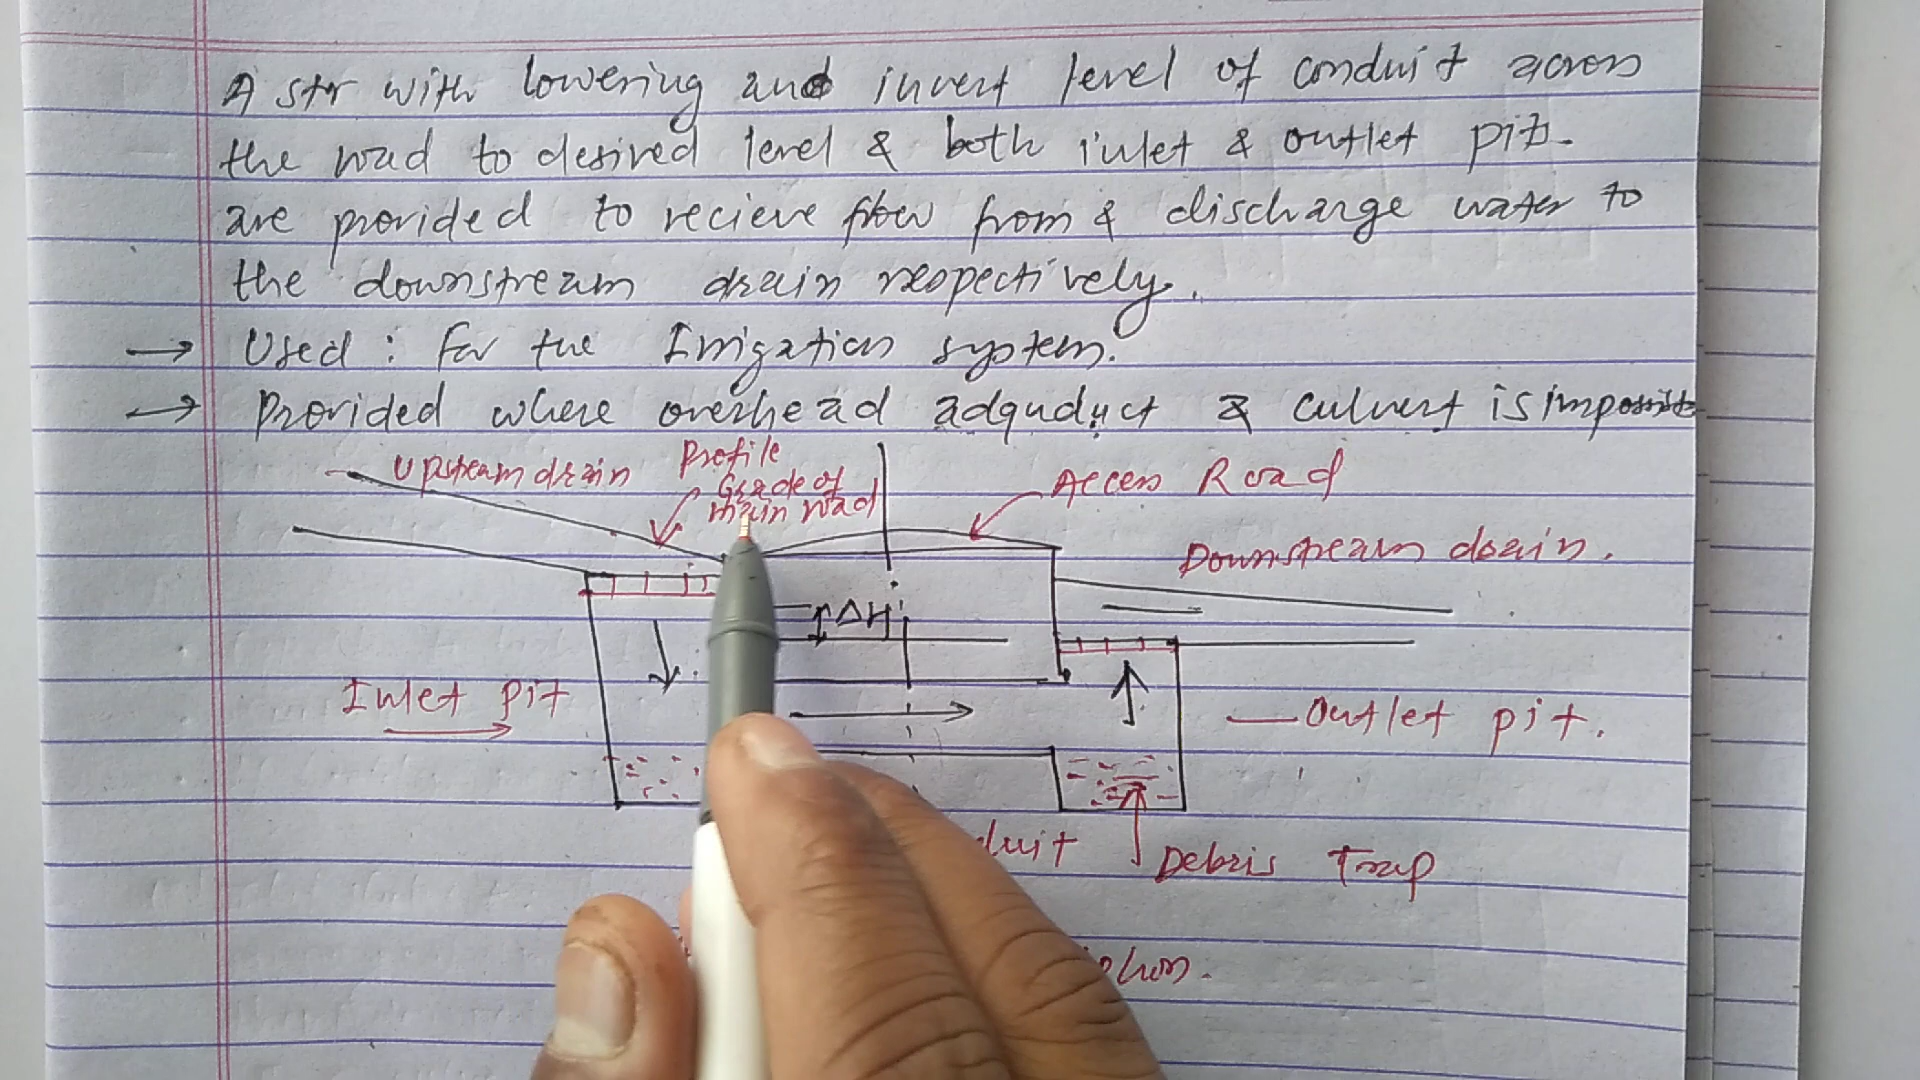 A str with lowering and invert level of conduit across
the road to desired level & both inlet & outlet pits.
are provided to recieve flow from & discharge water to
the downstream drain respectively.
→ Used : For the Irrigation system.
→ Provided where overhead adquduct & culvert is impossible
Upstream drain
Profile
Grade of
main road
Access Road
Downstream drain.
ΔH
Inlet pit
Outlet pit.
duit
Debris Trap
phon.